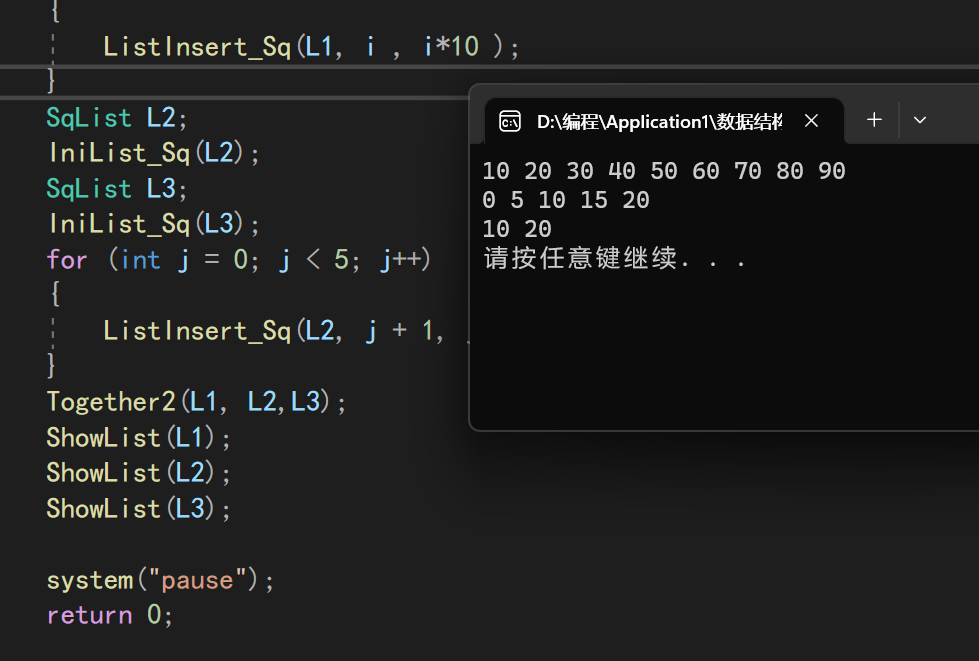 {
ListInsert_Sq(L1, i , i*10 );
}
SqList L2;
IniList_Sq(L2);
SqList L3;
IniList_Sq(L3);
for (int j = 0; j < 5; j++)
{
ListInsert_Sq(L2, j + 1,
}
Together2(L1, L2,L3);
ShowList(L1);
ShowList(L2);
ShowList(L3);
system("pause");
return 0;
D:\编程\Application1\数据结构
10 20 30 40 50 60 70 80 90
0 5 10 15 20
10 20
请按任意键继续. . .